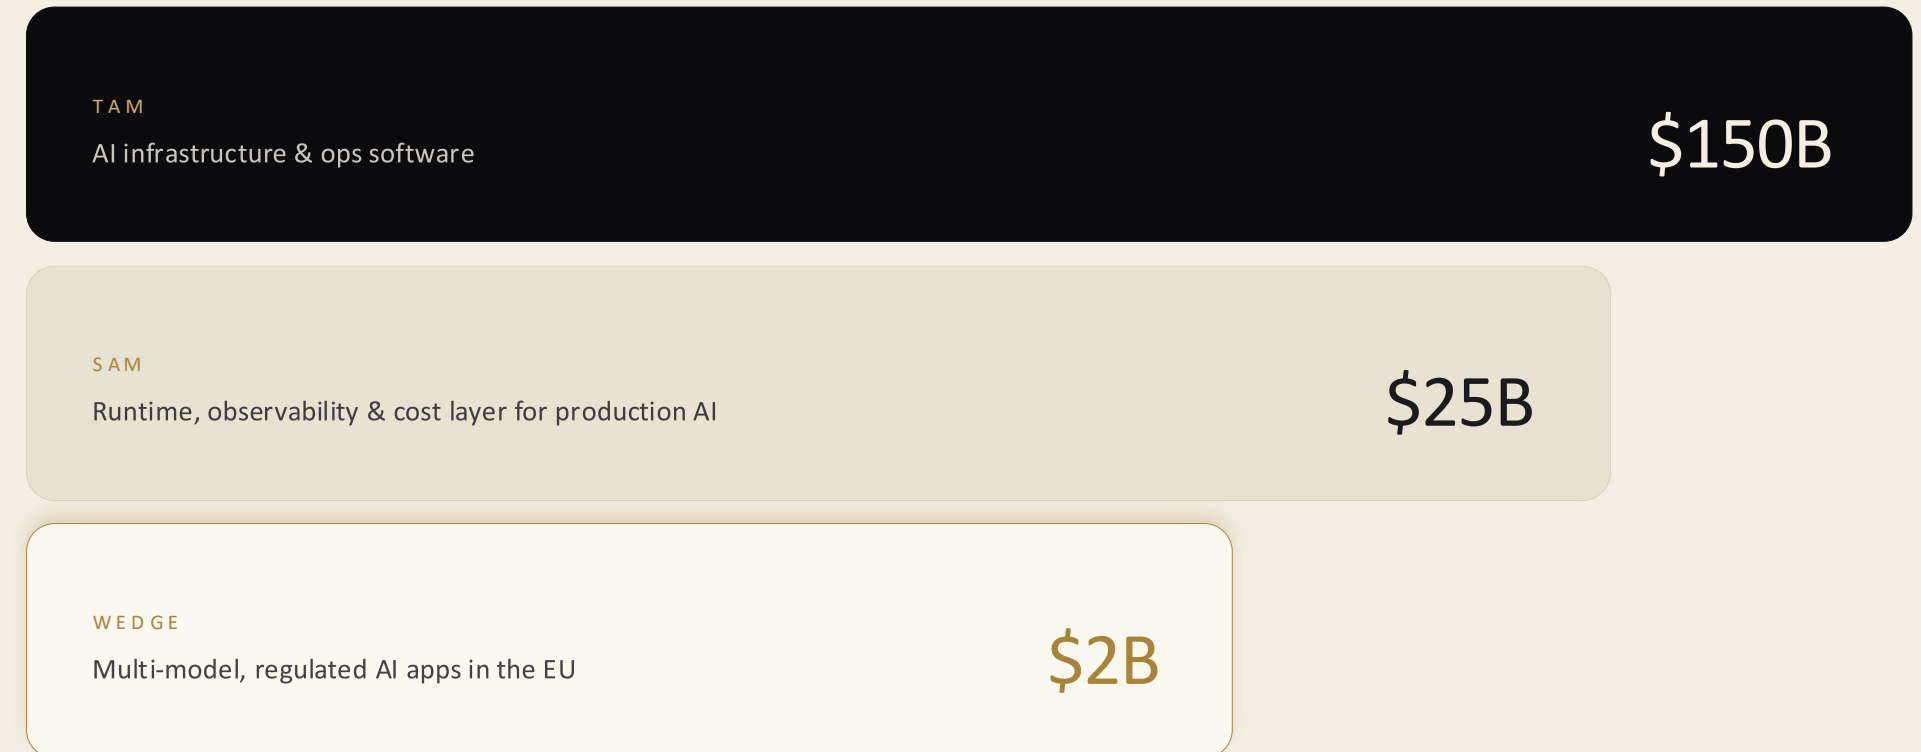 TAM
AI infrastructure & ops software
$150B
SAM
Runtime, observability & cost layer for production AI
$25B
WEDGE
Multi-model, regulated AI apps in the EU
$2B